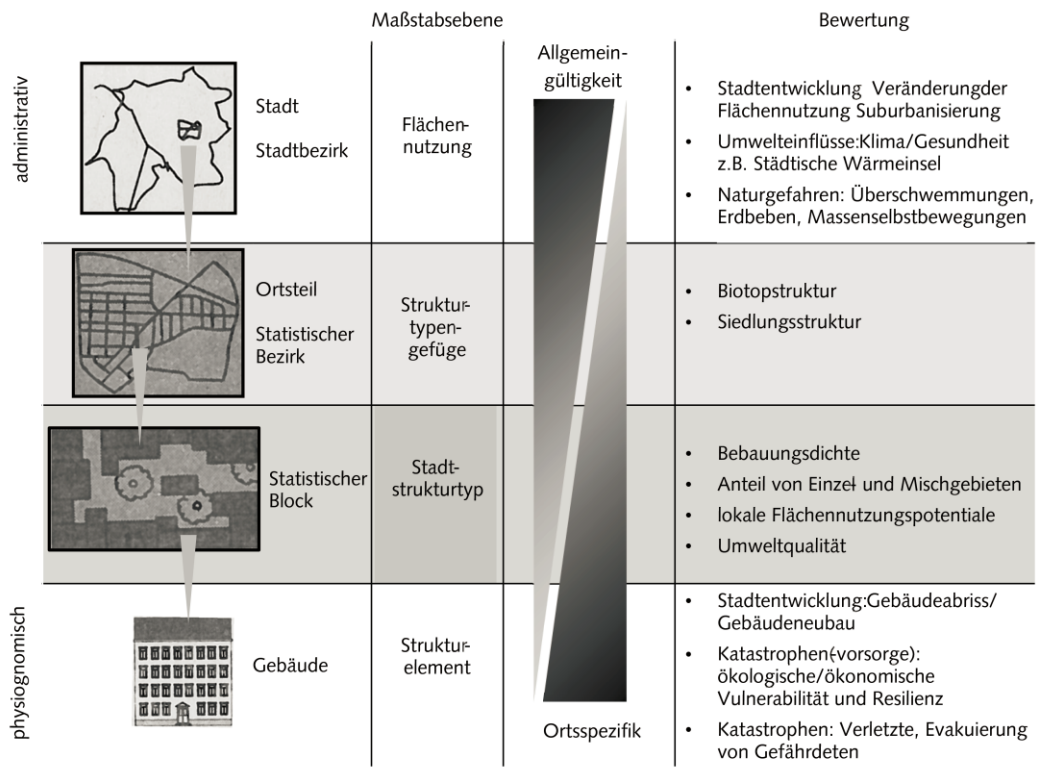 Maßstabsebene
Bewertung
administrativ
Stadt
Stadtbezirk
Flächen-
nutzung
Allgemein-
gültigkeit
• Stadtentwicklung Veränderungder
Flächennutzung Suburbanisierung
• Umwelteinflüsse:Klima/Gesundheit
z.B. Städtische Wärmeinsel
• Naturgefahren: Überschwemmungen,
Erdbeben, Massenselbstbewegungen
Ortsteil
Statistischer
Bezirk
Struktur-
typen-
gefüge
• Biotopstruktur
• Siedlungsstruktur
Statistischer
Block
Stadt-
strukturtyp
• Bebauungsdichte
• Anteil von Einzel- und Mischgebieten
• lokale Flächennutzungspotentiale
• Umweltqualität
physiognomisch
Gebäude
Struktur-
element
Ortsspezifik
• Stadtentwicklung:Gebäudeabriss/
Gebäudeneubau
• Katastrophen(-vorsorge):
ökologische/ökonomische
Vulnerabilität und Resilienz
• Katastrophen: Verletzte, Evakuierung
von Gefährdeten